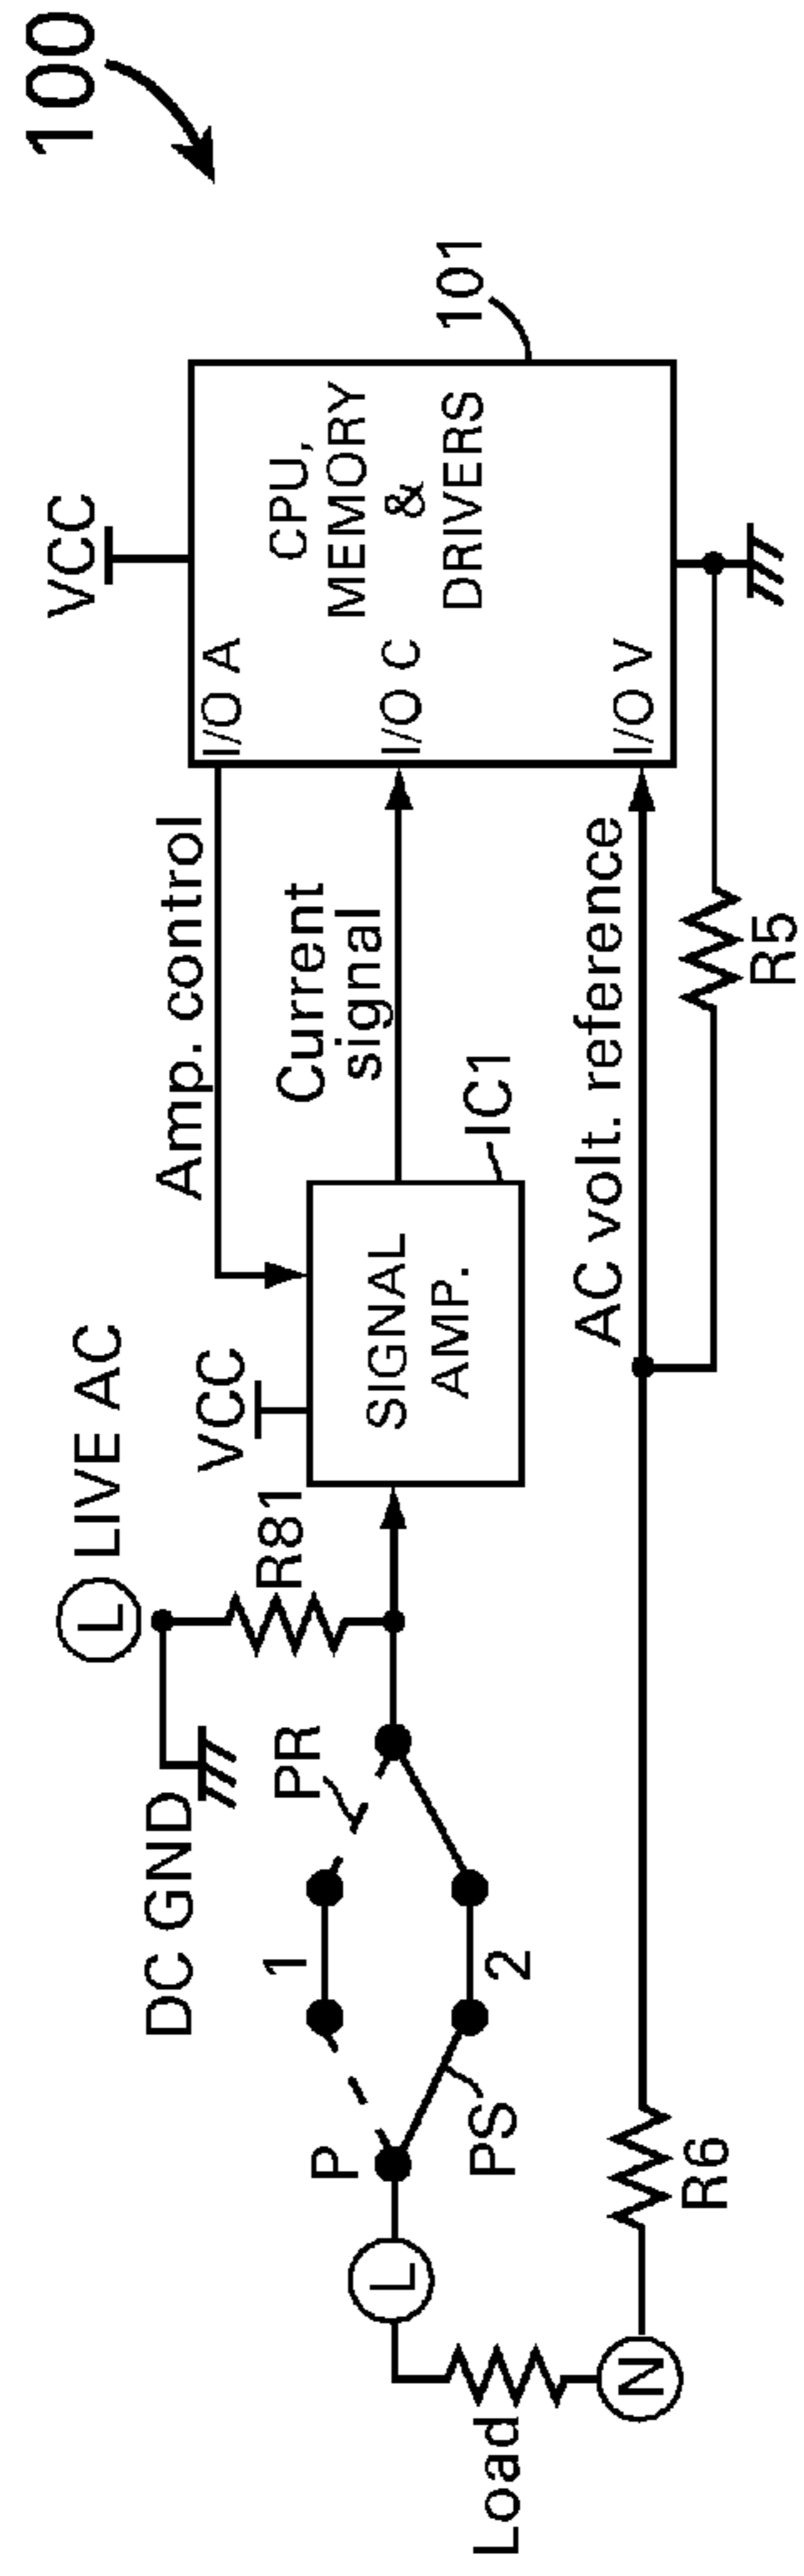 100
101
VCC
CPU,
MEMORY
&
DRIVERS
I/O A
I/O C
I/O V
Amp. control
Current
signal
AC volt. reference
R5
IC1
SIGNAL
AMP.
VCC
L LIVE AC
R81
DC GND
PR
1
2
P
PS
L
R6
N
Load